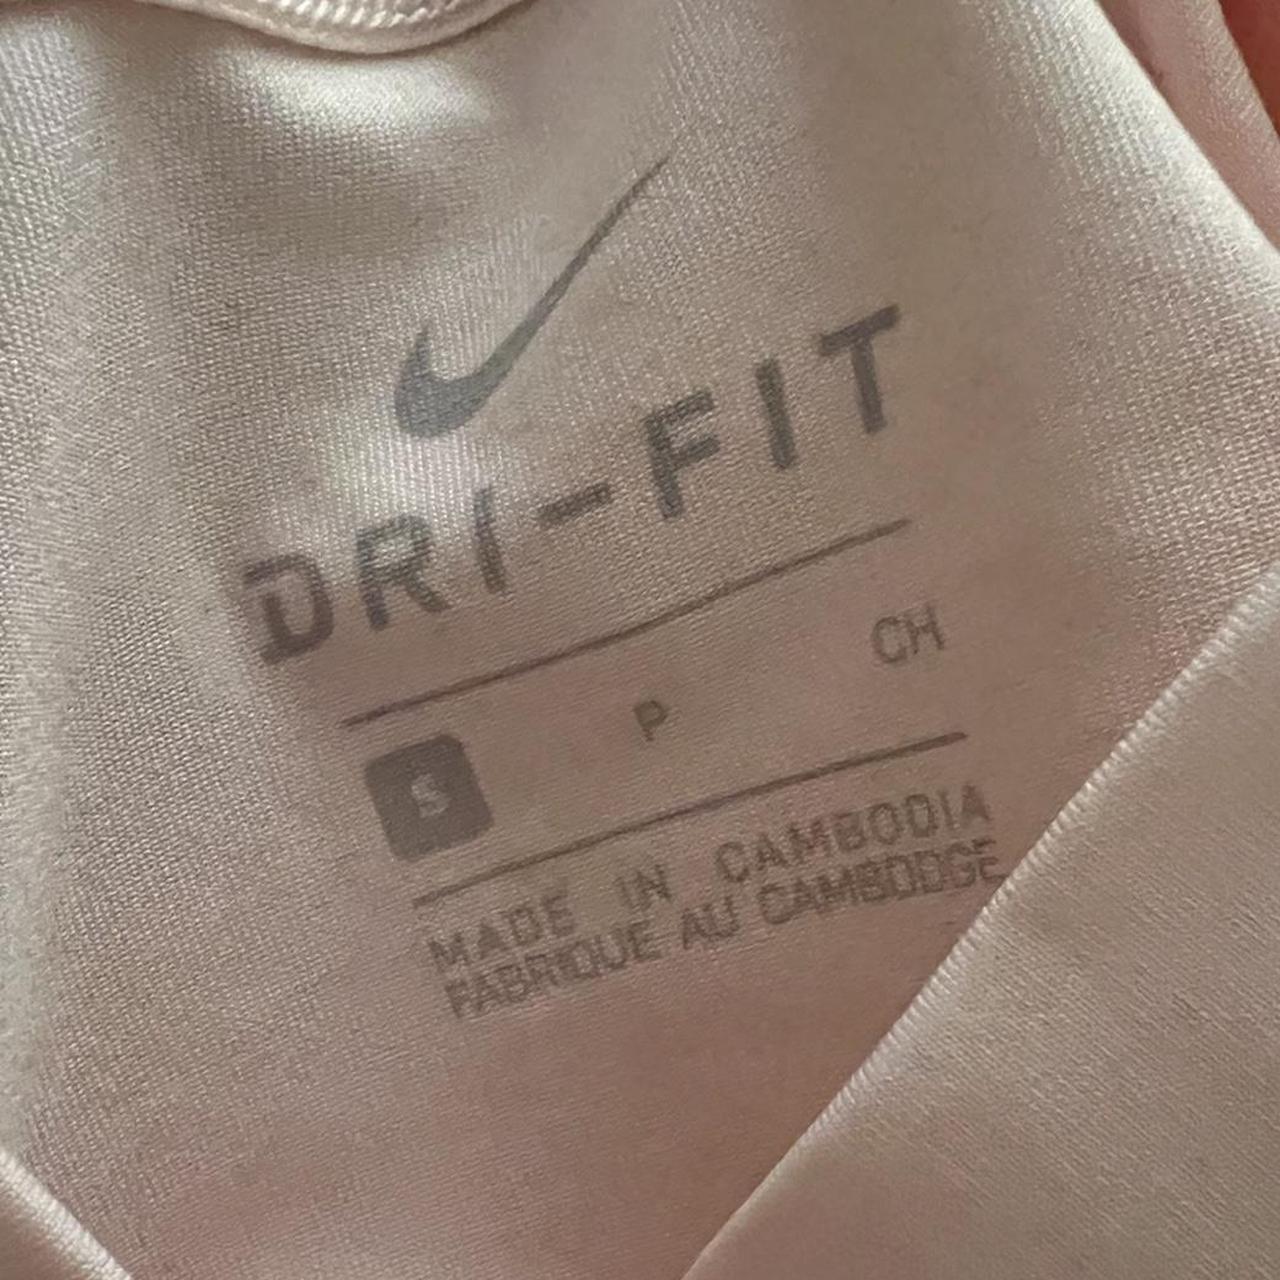 DRI-FIT
S P CH
MADE IN CAMBODIA
FABRIQUE AU CAMBODGE